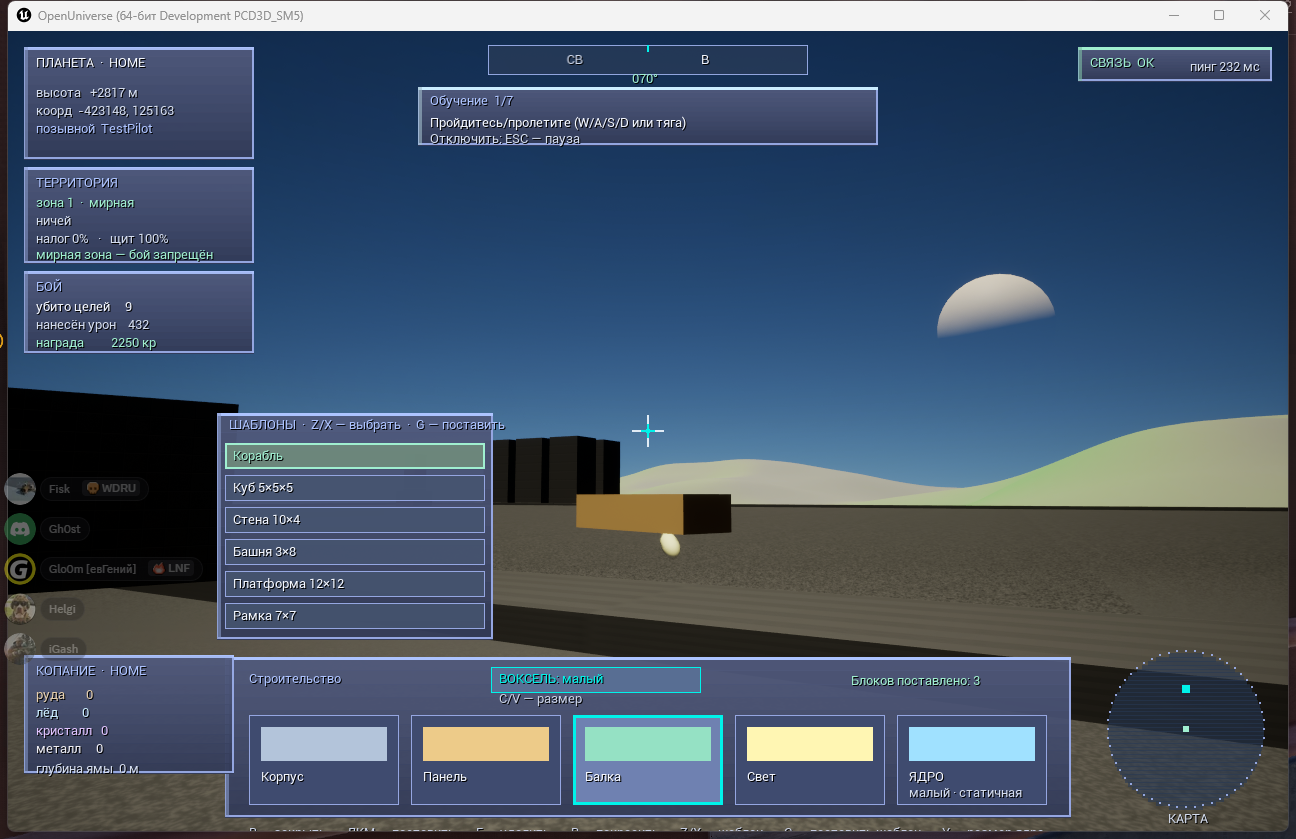 OpenUniverse (64-бит Development PCD3D_SM5)
ПЛАНЕТА · HOME
высота +2817 м
коорд -423148, 125163
позывной TestPilot
СВ В
070°
Обучение 1/7
Пройдитесь/пролетите (W/A/S/D или тяга)
Отключить: ESC — пауза
СВЯЗЬ ОК пинг 232 мс
ТЕРРИТОРИЯ
зона 1 · мирная
ничей
налог 0% · щит 100%
мирная зона — бой запрещён
БОЙ
убито целей 9
нанесён урон 432
награда 2250 кр
ШАБЛОНЫ · Z/X — выбрать · G — поставить
Корабль
Куб 5×5×5
Стена 10×4
Башня 3×8
Платформа 12×12
Рамка 7×7
Fisk WDRU
Gh0st
Glo0m [евГений] LNF
Helgi
iGash
КОПАНИЕ · HOME
руда 0
лёд 0
кристалл 0
металл 0
глубина ямы 0 м
Строительство
ВОКСЕЛЬ: малый
C/V — размер
Блоков поставлено: 3
Корпус
Панель
Балка
Свет
ЯДРО
малый · статичная
КАРТА